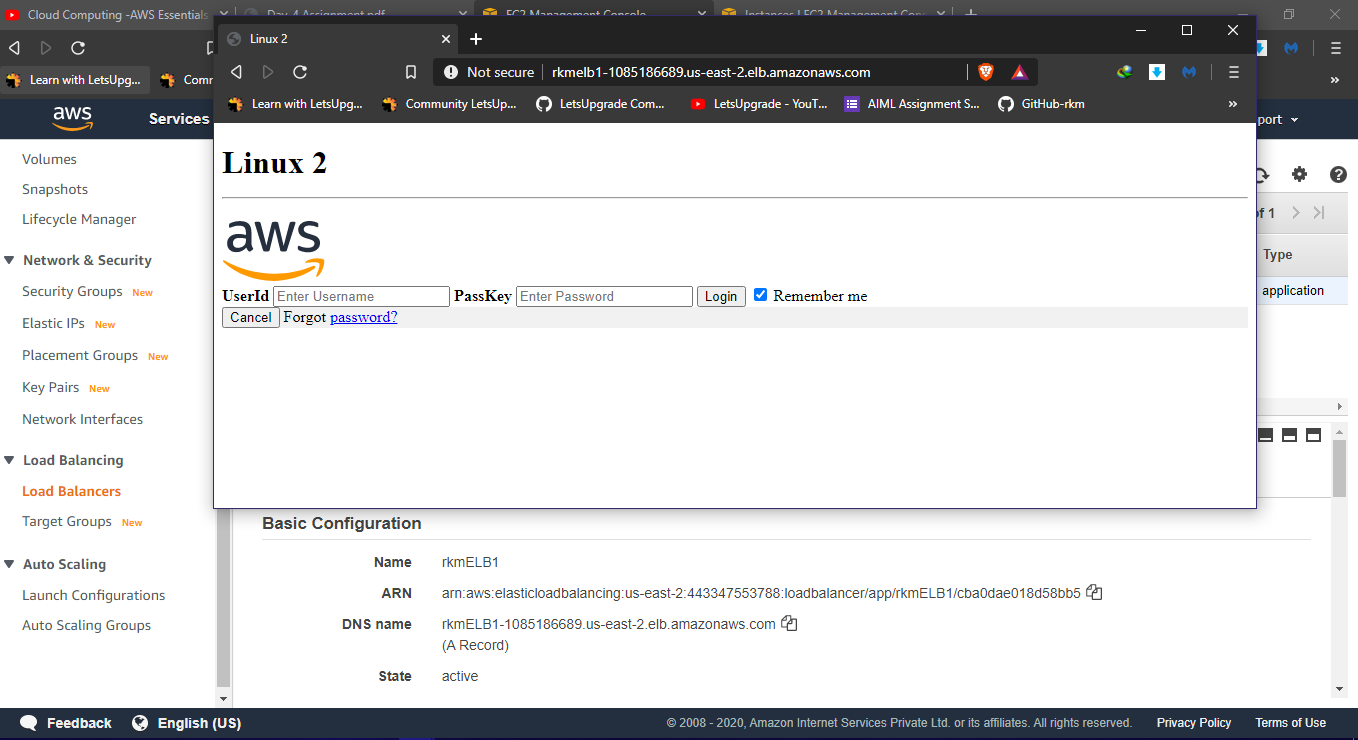 Cloud Computing -AWS Essentials
Day-4 Assignment.pdf
EC2 Management Console
Linux 2
Not secure
rkmelb1-1085186689.us-east-2.elb.amazonaws.com
Learn with LetsUpg...
Learn with LetsUpg...
Community LetsUp...
LetsUpgrade Com...
LetsUpgrade - YouT...
AIML Assignment S...
GitHub-rkm
»
»
aws
Services
port
Volumes
Snapshots
Lifecycle Manager
Network & Security
Security Groups New
Elastic IPs New
Placement Groups New
Key Pairs New
Network Interfaces
Load Balancing
Load Balancers
Target Groups New
Auto Scaling
Launch Configurations
Auto Scaling Groups
Linux 2
aws
UserId Enter Username PassKey Enter Password Login Remember me
Cancel Forgot password?
of 1
Type
application
Basic Configuration
Name rkmELB1
ARN arn:aws:elasticloadbalancing:us-east-2:443347553788:loadbalancer/app/rkmELB1/cba0dae018d58bb5
DNS name rkmELB1-1085186689.us-east-2.elb.amazonaws.com
(A Record)
State active
Feedback English (US) © 2008 - 2020, Amazon Internet Services Private Ltd. or its affiliates. All rights reserved. Privacy Policy Terms of Use